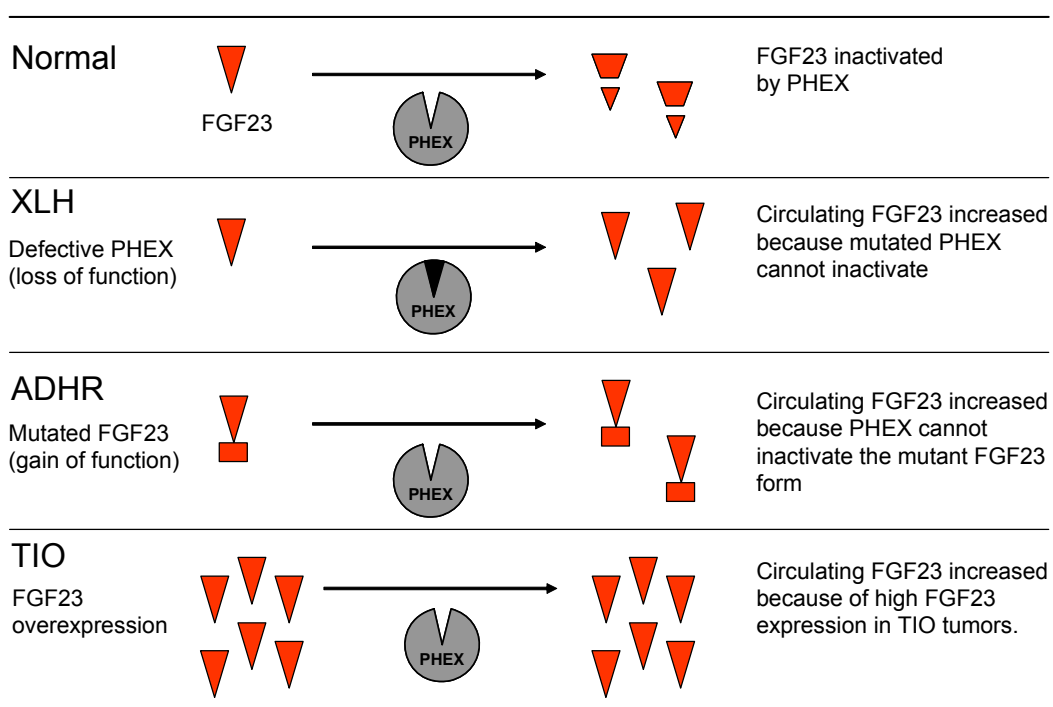 Normal
FGF23
PHEX
FGF23 inactivated
by PHEX
XLH
Defective PHEX
(loss of function)
PHEX
Circulating FGF23 increased
because mutated PHEX
cannot inactivate
ADHR
Mutated FGF23
(gain of function)
PHEX
Circulating FGF23 increased
because PHEX cannot
inactivate the mutant FGF23
form
TIO
FGF23
overexpression
PHEX
Circulating FGF23 increased
because of high FGF23
expression in TIO tumors.